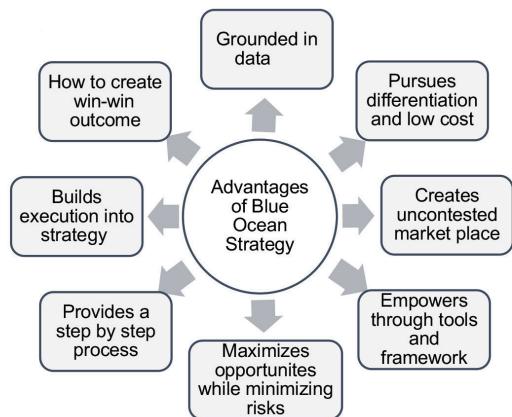 Grounded in
data
Pursues
differentiation
and low cost
Creates
uncontested
market place
Empowers
through tools
and
framework
Maximizes
opportunites
while minimizing
risks
Provides a
step by step
process
Builds
execution into
strategy
How to create
win-win
outcome
Advantages
of Blue
Ocean
Strategy